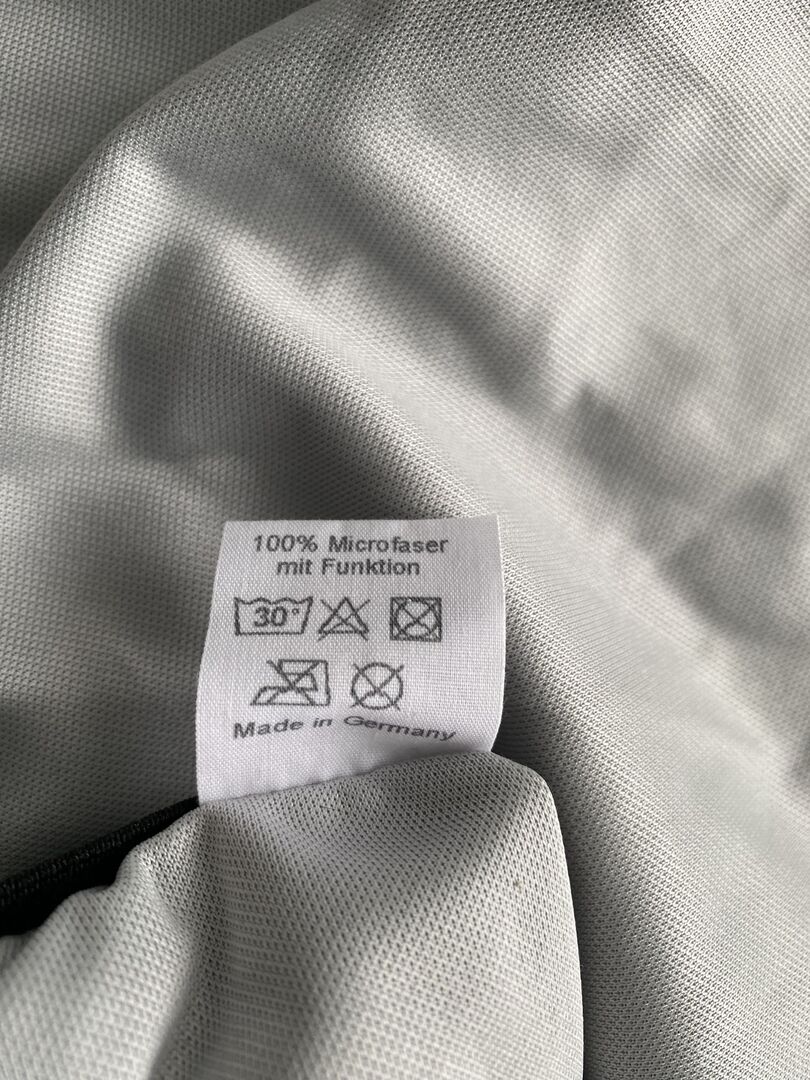 100% Microfaser
mit Funktion
30°
Made in Germany